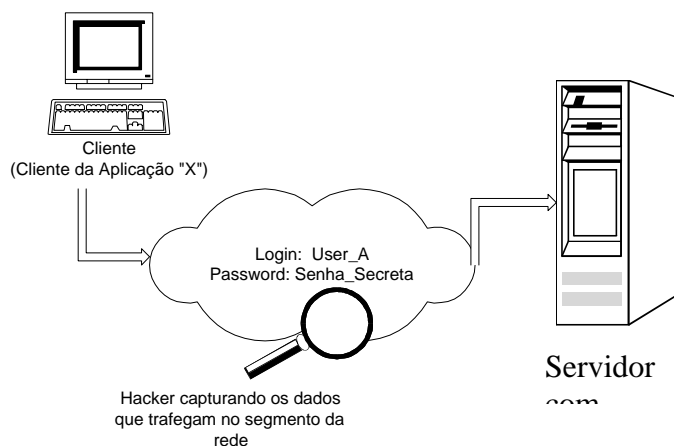 Cliente
(Cliente da Aplicação "X")
Login: User_A
Password: Senha_Secreta
Hacker capturando os dados
que trafegam no segmento da
rede
Servidor
com